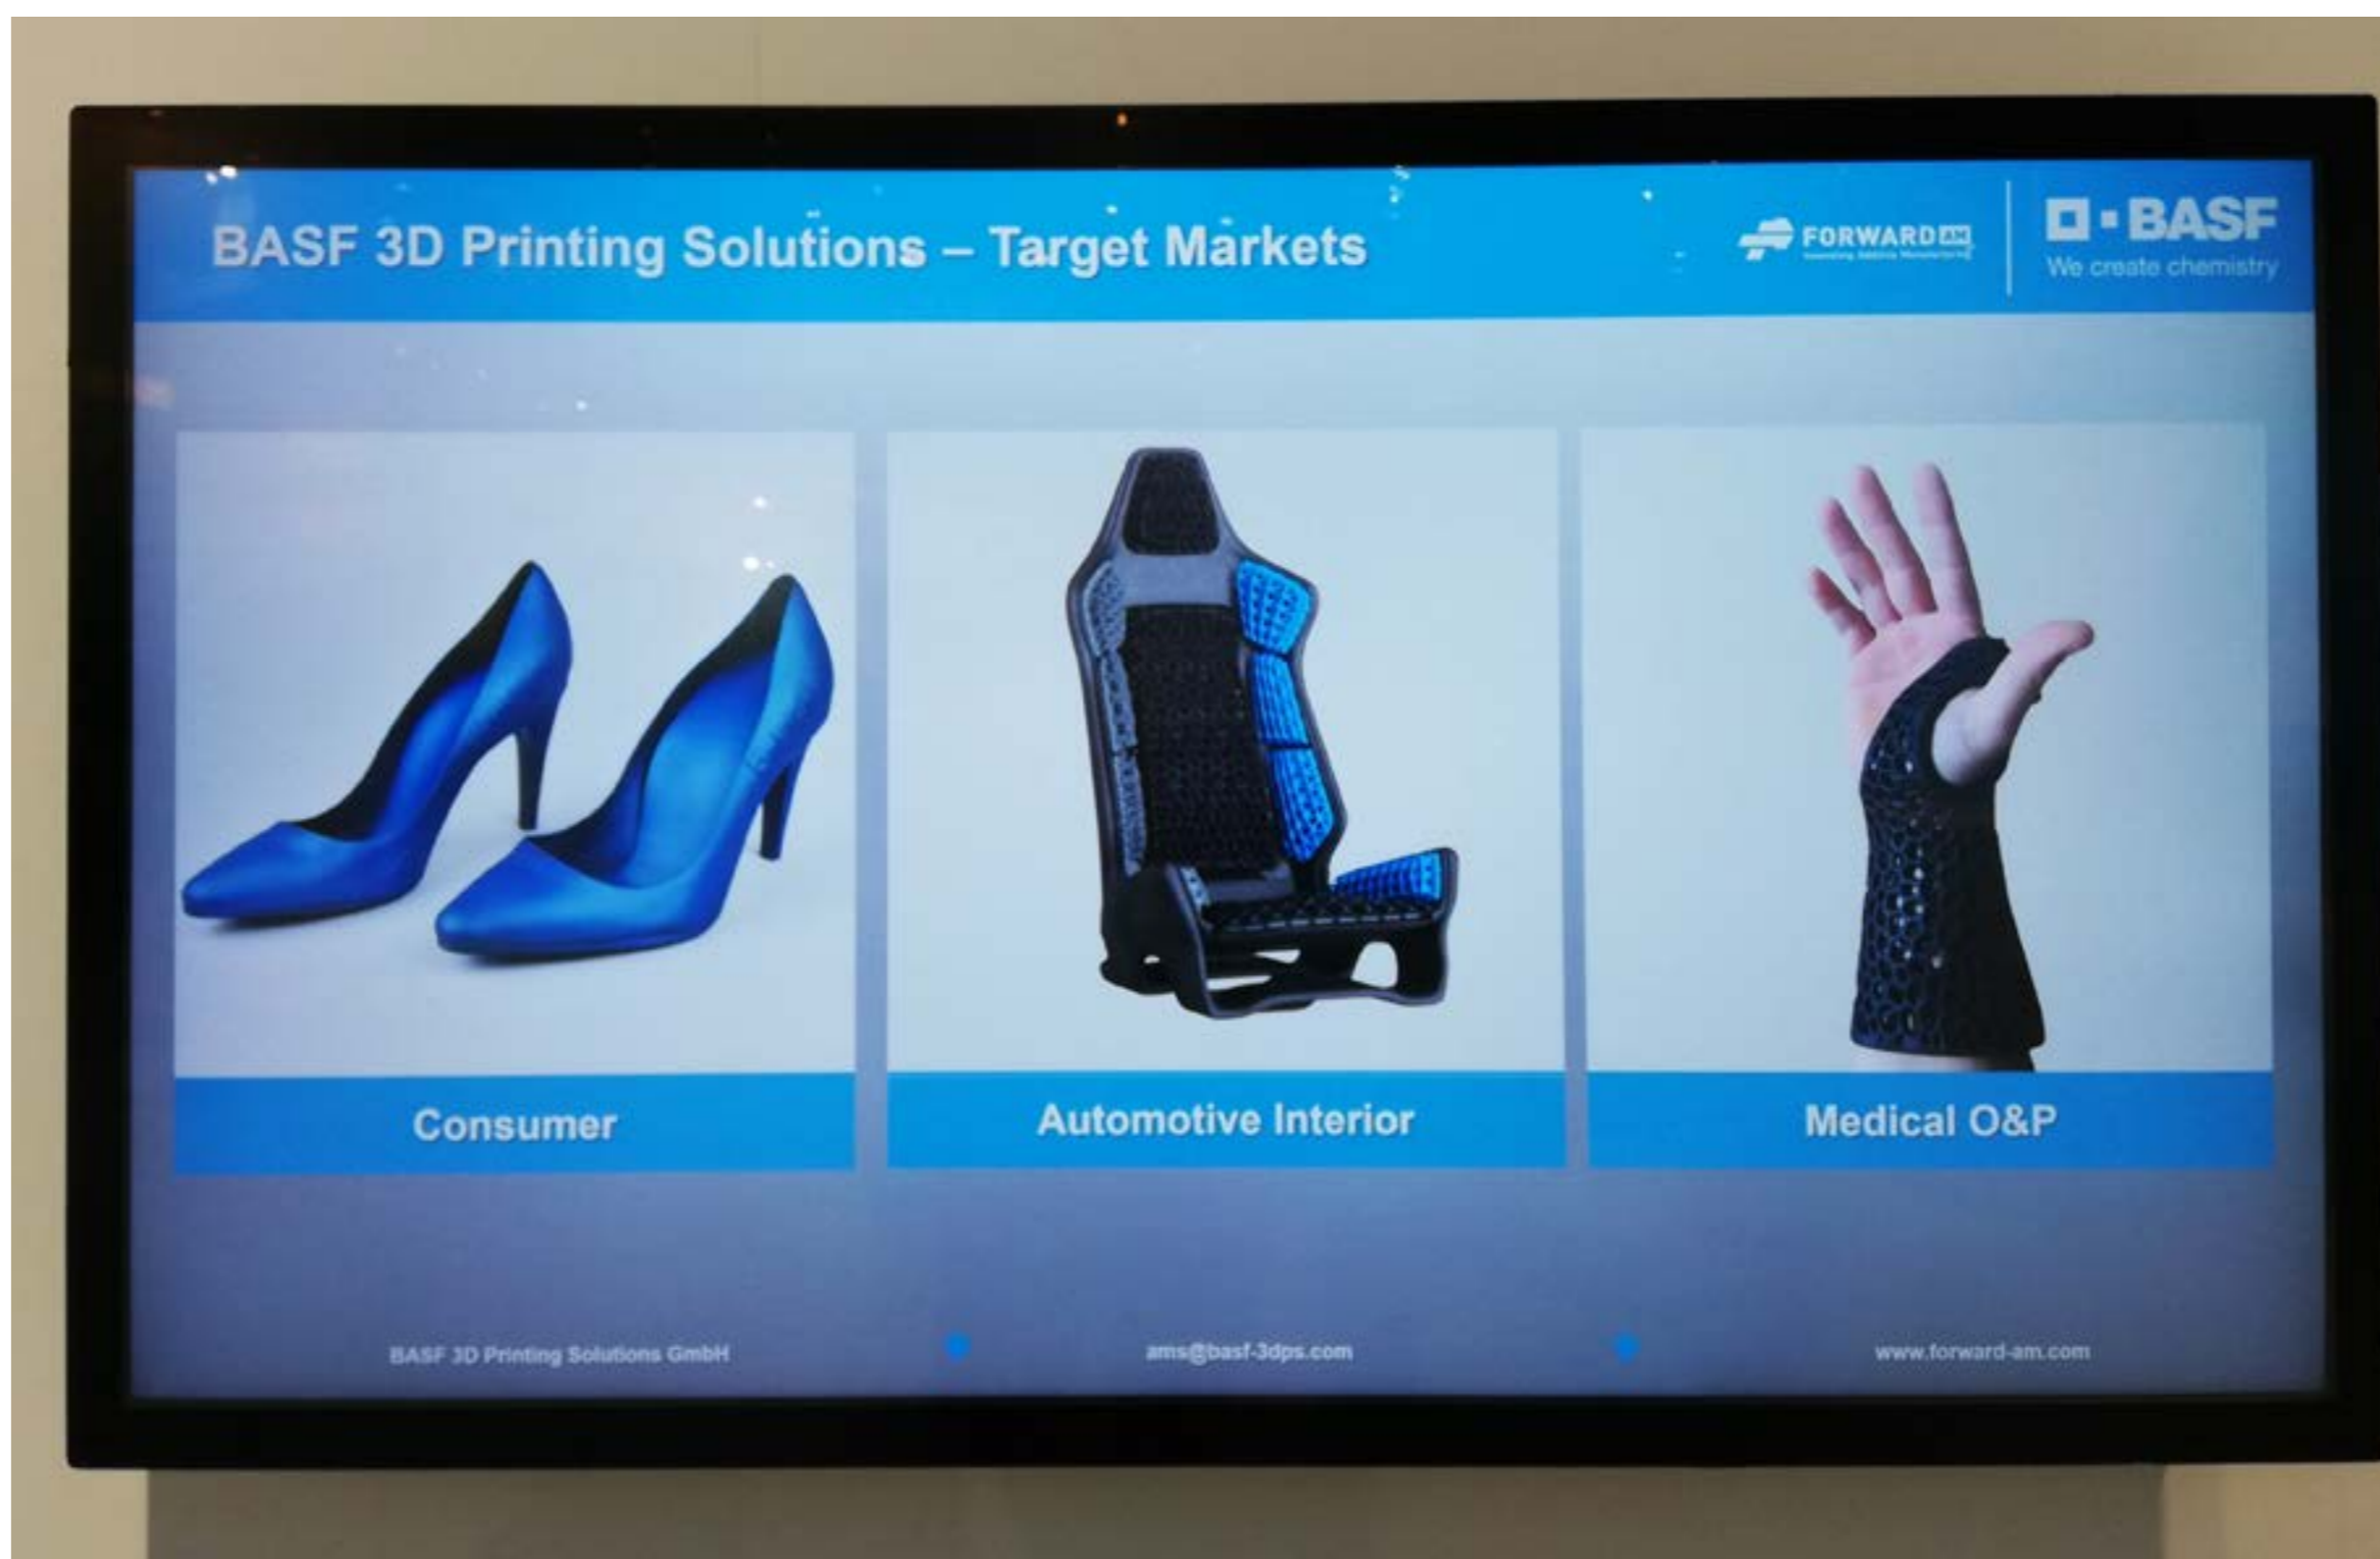 BASF 3D Printing Solutions – Target Markets
FORWARD AM
BASF
We create chemistry
Consumer
Automotive Interior
Medical O&P
BASF 3D Printing Solutions GmbH
ams@basf-3dps.com
www.forward-am.com